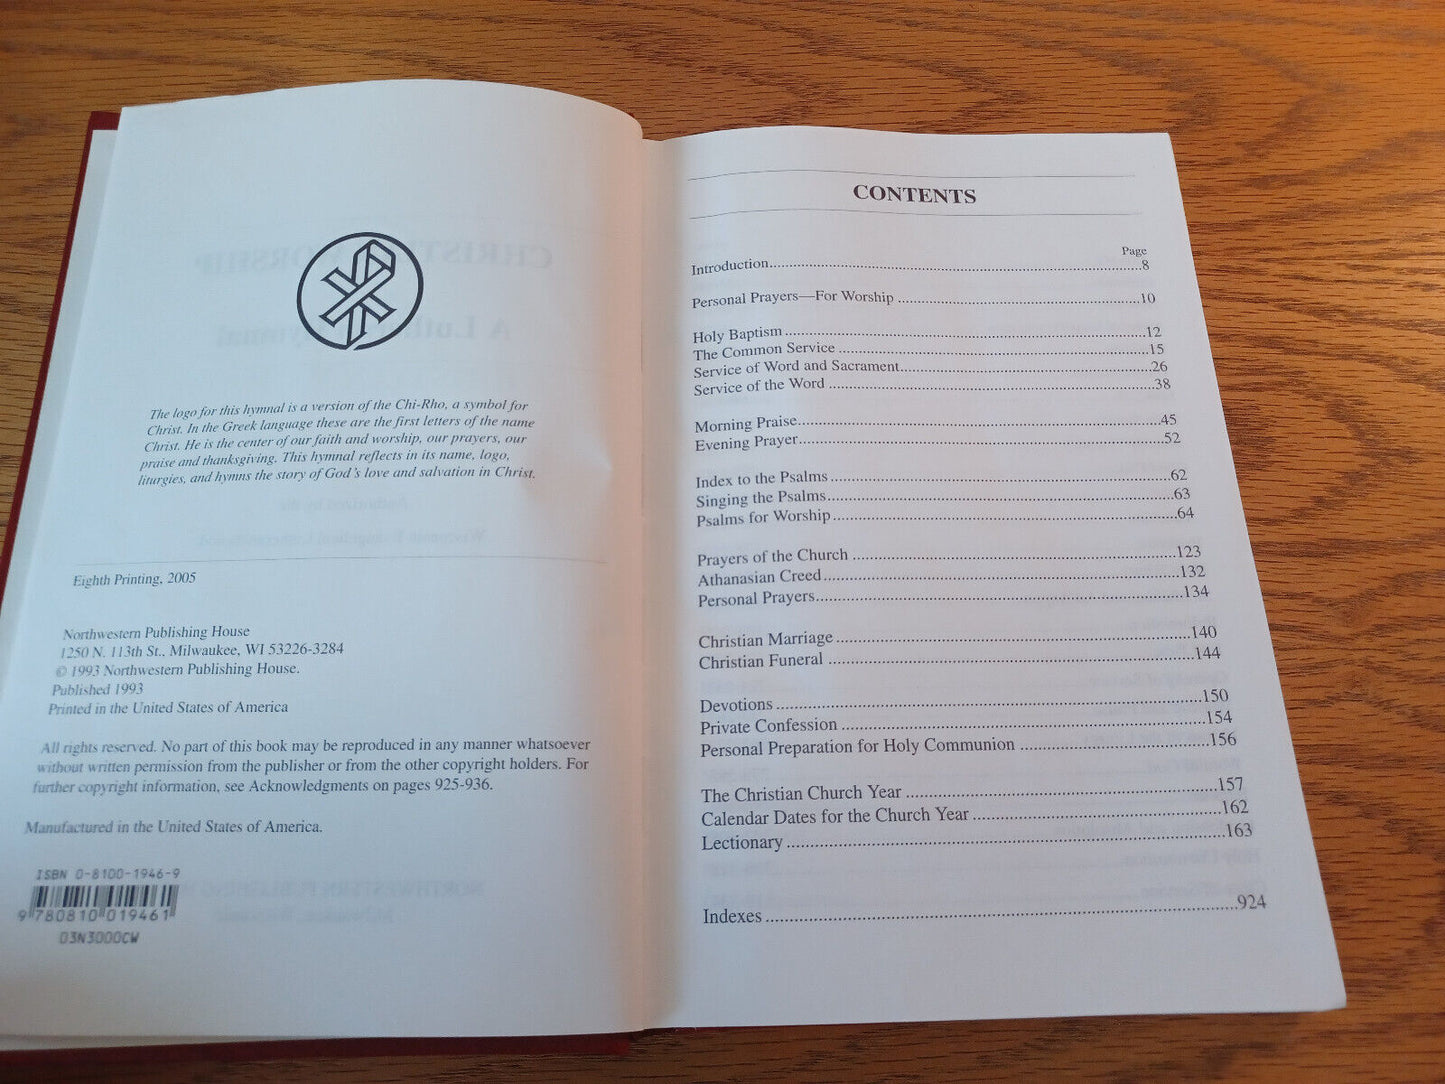 The logo for this hymnal is a version of the Chi-Rho, a symbol for
Christ. In the Greek language these are the first letters of the name
Christ. He is the center of our faith and worship, our prayers, our
praise and thanksgiving. This hymnal reflects in its name, logo,
liturgies, and hymns the story of God's love and salvation in Christ.
Eighth Printing, 2005
Northwestern Publishing House
1250 N. 113th St., Milwaukee, WI 53226-3284
© 1993 Northwestern Publishing House.
Published 1993
Printed in the United States of America
All rights reserved. No part of this book may be reproduced in any manner whatsoever
without written permission from the publisher or from the other copyright holders. For
further copyright information, see Acknowledgments on pages 925-936.
Manufactured in the United States of America.
ISBN 0-8100-1946-9
9 780810 019461
03N3000CW
CONTENTS
Page
Introduction 8
Personal Prayers—For Worship 10
Holy Baptism 12
The Common Service 15
Service of Word and Sacrament 26
Service of the Word 38
Morning Praise 45
Evening Prayer 52
Index to the Psalms 62
Singing the Psalms 63
Psalms for Worship 64
Prayers of the Church 123
Athanasian Creed 132
Personal Prayers 134
Christian Marriage 140
Christian Funeral 144
Devotions 150
Private Confession 154
Personal Preparation for Holy Communion 156
The Christian Church Year 157
Calendar Dates for the Church Year 162
Lectionary 163
Indexes 924